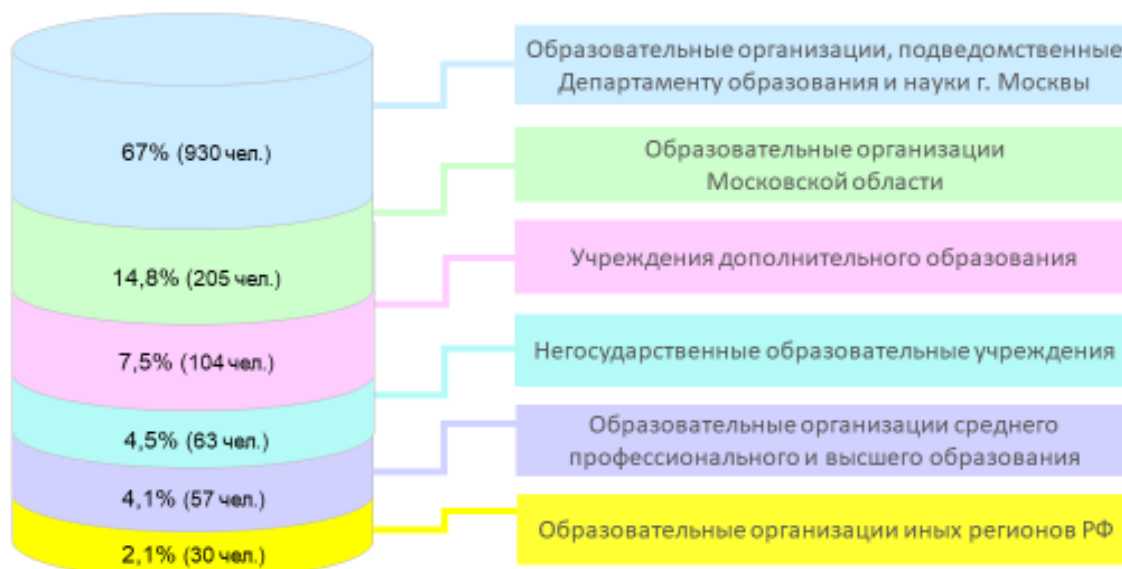 67% (930 чел.)
Образовательные организации, подведомственные
Департаменту образования и науки г. Москвы
14,8% (205 чел.)
Образовательные организации
Московской области
7,5% (104 чел.)
Учреждения дополнительного образования
4,5% (63 чел.)
Негосударственные образовательные учреждения
4,1% (57 чел.)
Образовательные организации среднего
профессионального и высшего образования
2,1% (30 чел.)
Образовательные организации иных регионов РФ